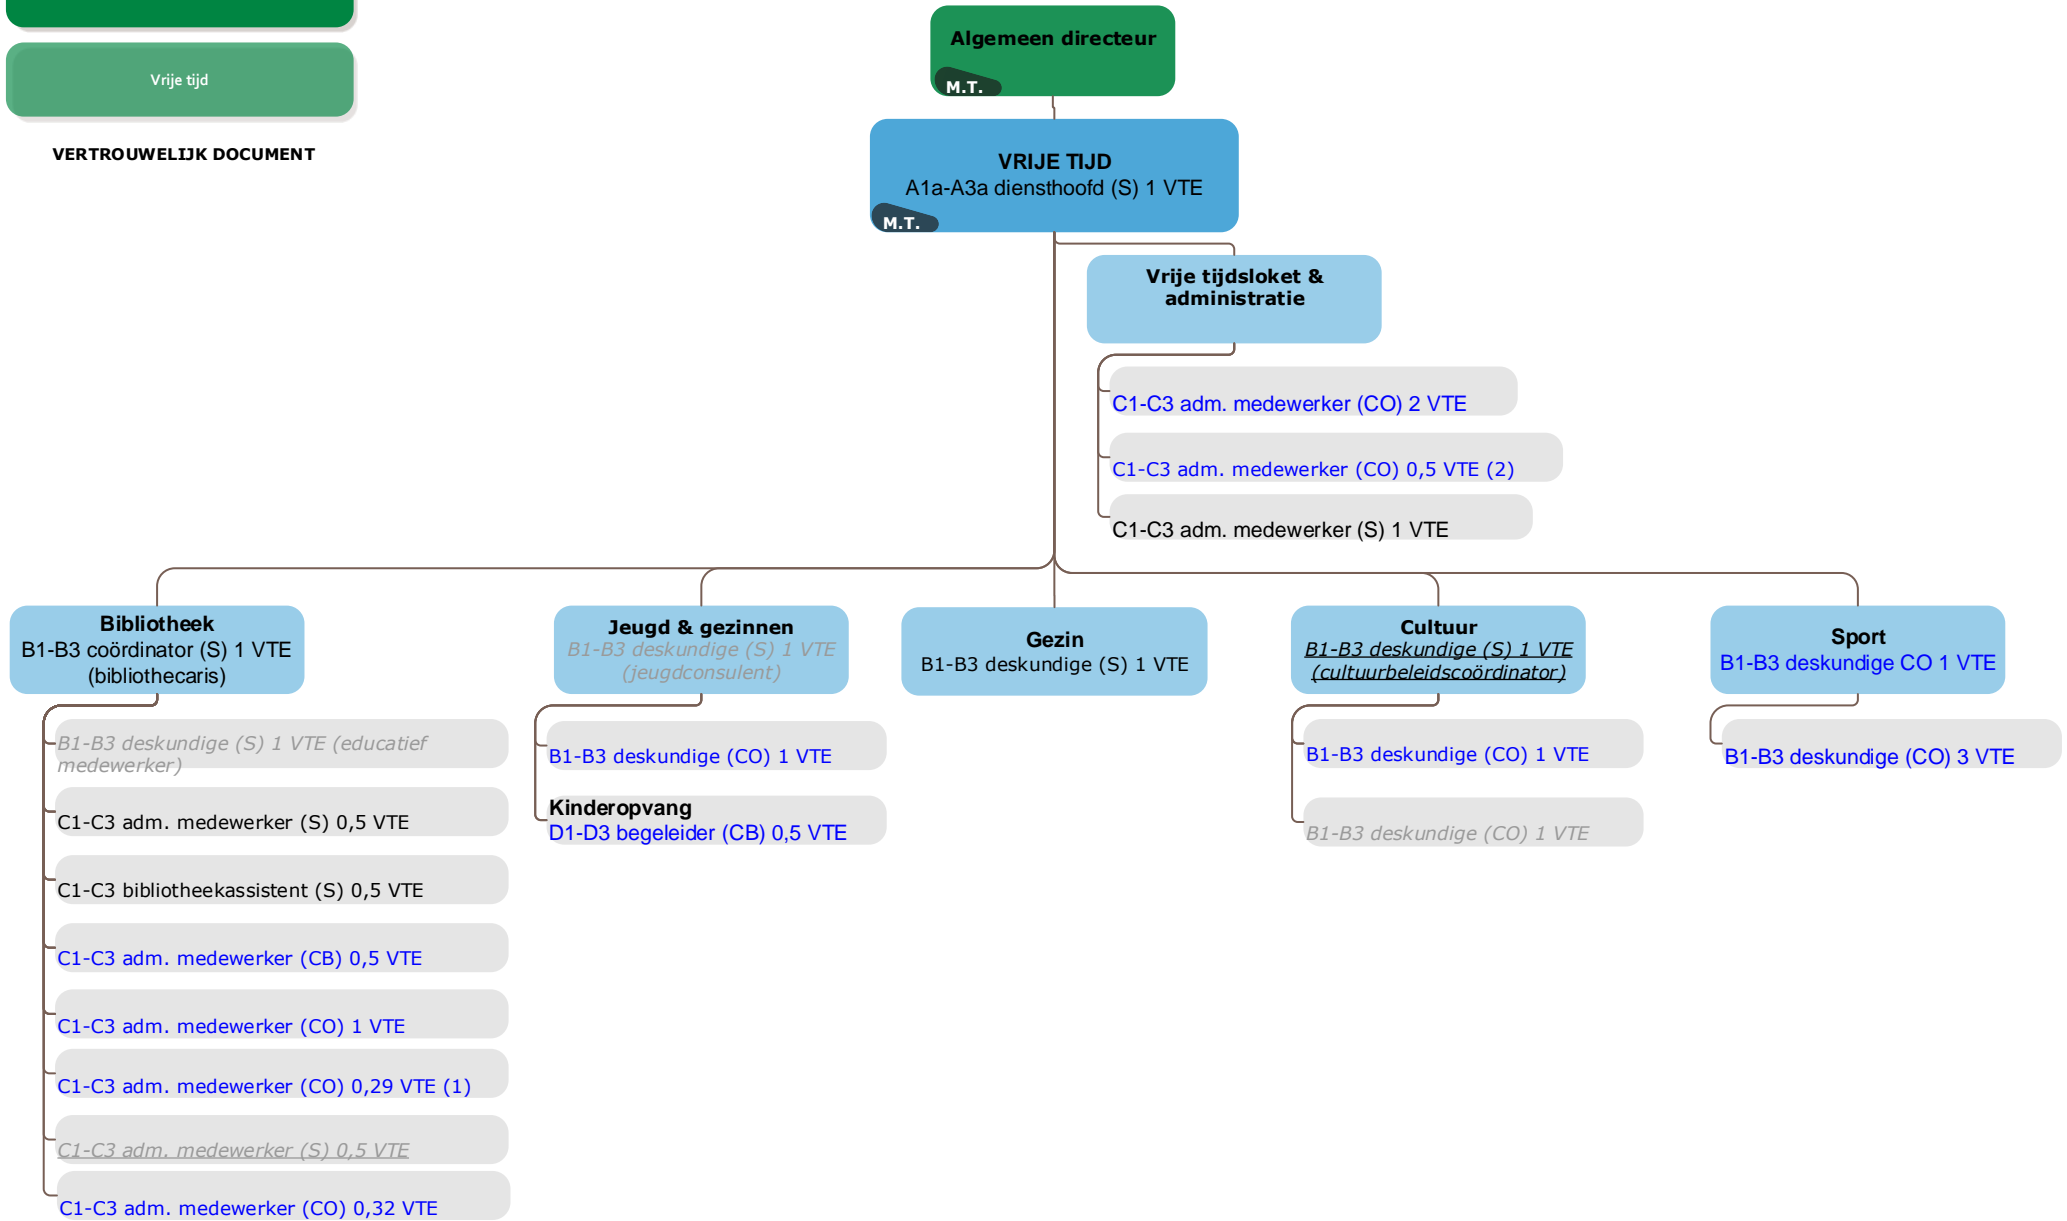 Vrije tijd
VERTROUWELIJK DOCUMENT
Algemeen directeur
M.T.
VRIJE TIJD
A1a-A3a diensthoofd (S) 1 VTE
M.T.
Vrije tijdsloket &
administratie
C1-C3 adm. medewerker (CO) 2 VTE
C1-C3 adm. medewerker (CO) 0,5 VTE (2)
C1-C3 adm. medewerker (S) 1 VTE
Bibliotheek
B1-B3 coördinator (S) 1 VTE
(bibliothecaris)
B1-B3 deskundige (S) 1 VTE (educatief
medewerker)
C1-C3 adm. medewerker (S) 0,5 VTE
C1-C3 bibliotheekassistent (S) 0,5 VTE
C1-C3 adm. medewerker (CB) 0,5 VTE
C1-C3 adm. medewerker (CO) 1 VTE
C1-C3 adm. medewerker (CO) 0,29 VTE (1)
C1-C3 adm. medewerker (S) 0,5 VTE
C1-C3 adm. medewerker (CO) 0,32 VTE
Jeugd & gezinnen
B1-B3 deskundige (S) 1 VTE
(jeugdconsulent)
B1-B3 deskundige (CO) 1 VTE
Kinderopvang
D1-D3 begeleider (CB) 0,5 VTE
Gezin
B1-B3 deskundige (S) 1 VTE
Cultuur
B1-B3 deskundige (S) 1 VTE
(cultuurbeleidscoördinator)
B1-B3 deskundige (CO) 1 VTE
B1-B3 deskundige (CO) 1 VTE
Sport
B1-B3 deskundige CO 1 VTE
B1-B3 deskundige (CO) 3 VTE